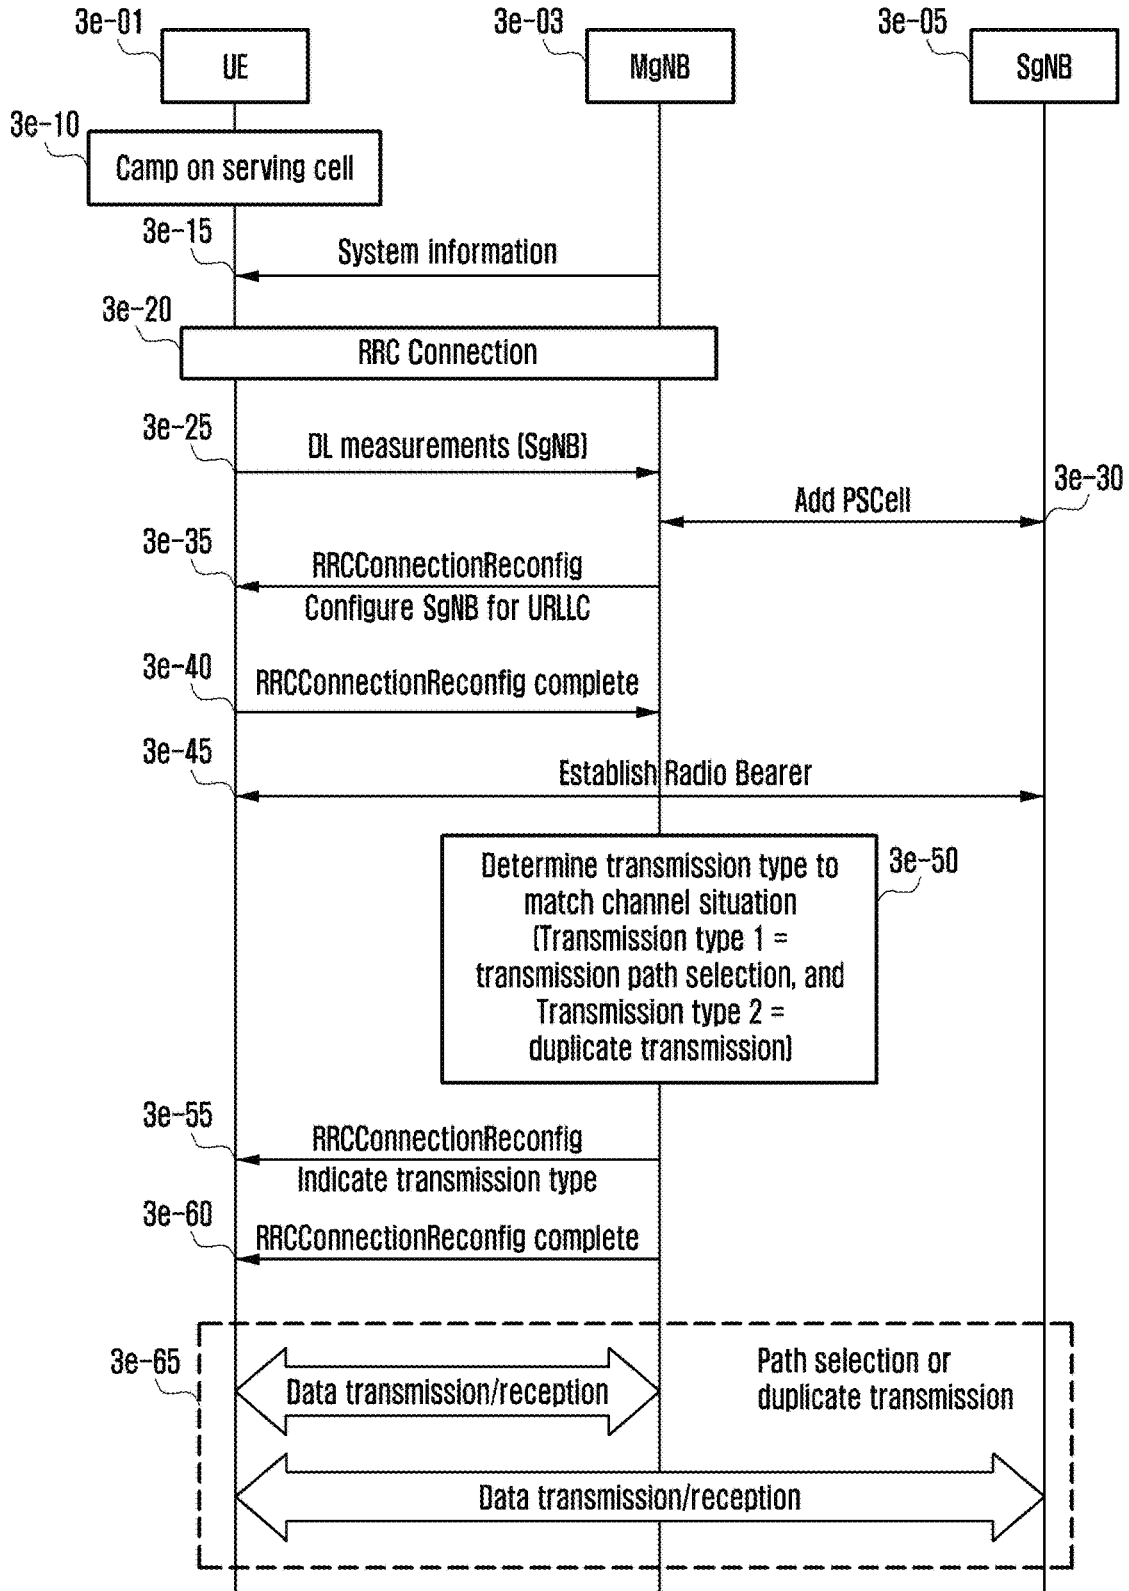 3e-01
3e-03
3e-05
UE
MgNB
SgNB
3e-10
Camp on serving cell
3e-15
System information
3e-20
RRC Connection
3e-25
DL measurements (SgNB)
3e-30
Add PSCell
3e-35
RRCConnectionReconfig
Configure SgNB for URLLC
3e-40
RRCConnectionReconfig complete
3e-45
Establish Radio Bearer
3e-50
Determine transmission type to
match channel situation
(Transmission type 1 =
transmission path selection, and
Transmission type 2 =
duplicate transmission)
3e-55
RRCConnectionReconfig
Indicate transmission type
3e-60
RRCConnectionReconfig complete
3e-65
Data transmission/reception
Path selection or
duplicate transmission
Data transmission/reception